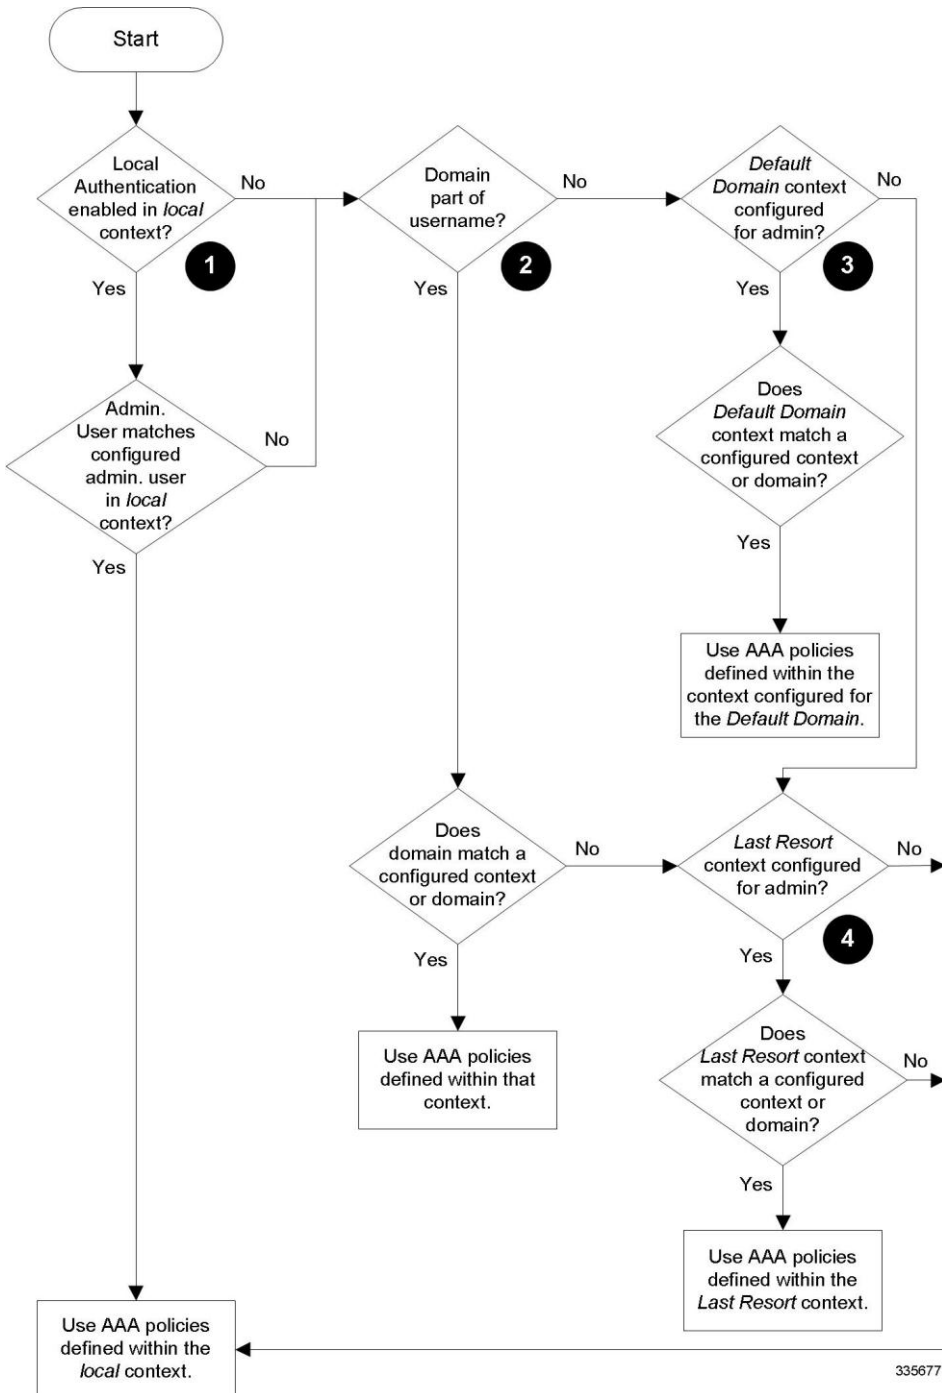 Start
Local
Authentication
enabled in local
context?
No
1
Yes
Domain
part of
username?
No
2
Yes
Default
Domain context
configured
for admin?
No
3
Yes
Admin.
User matches
configured
admin. user
in local
context?
No
Yes
Does
Default Domain
context match a
configured context
or domain?
Yes
Use AAA policies
defined within the
context configured for
the Default Domain.
Does
domain match a
configured context
or domain?
No
Yes
Last Resort
context configured
for admin?
No
4
Yes
Use AAA policies
defined within that
context.
Does
Last Resort context
match a configured
context or
domain?
No
Yes
Use AAA policies
defined within the
Last Resort context.
Use AAA policies
defined within the
local context.
335677